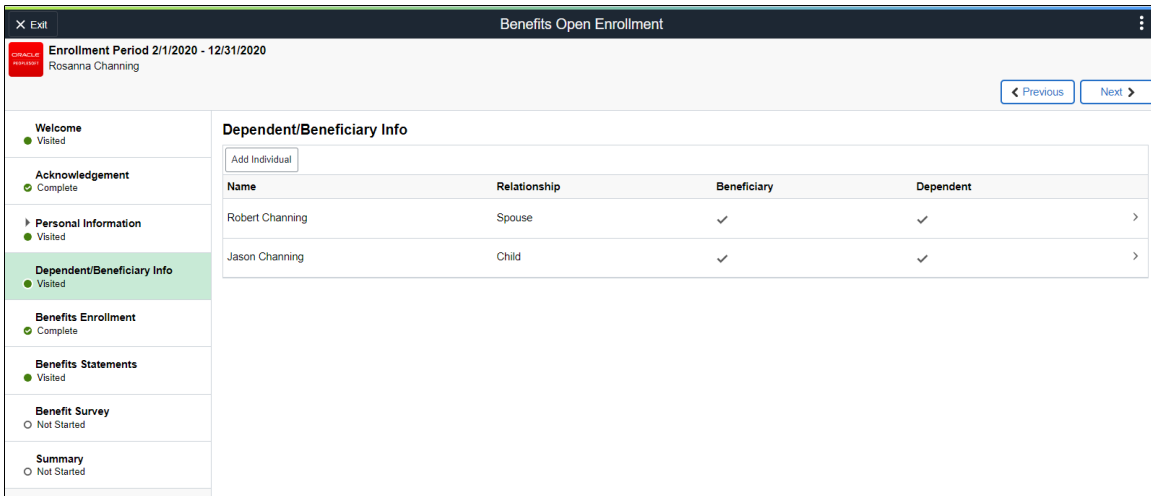 Exit
Benefits Open Enrollment
ORACLE
PEOPLESOFT
Enrollment Period 2/1/2020 - 12/31/2020
Rosanna Channing
Previous
Next
Welcome
Visited
Acknowledgement
Complete
Personal Information
Visited
Dependent/Beneficiary Info
Visited
Benefits Enrollment
Complete
Benefits Statements
Visited
Benefit Survey
Not Started
Summary
Not Started
Dependent/Beneficiary Info
Add Individual
Name Relationship Beneficiary Dependent
Robert Channing Spouse
Jason Channing Child